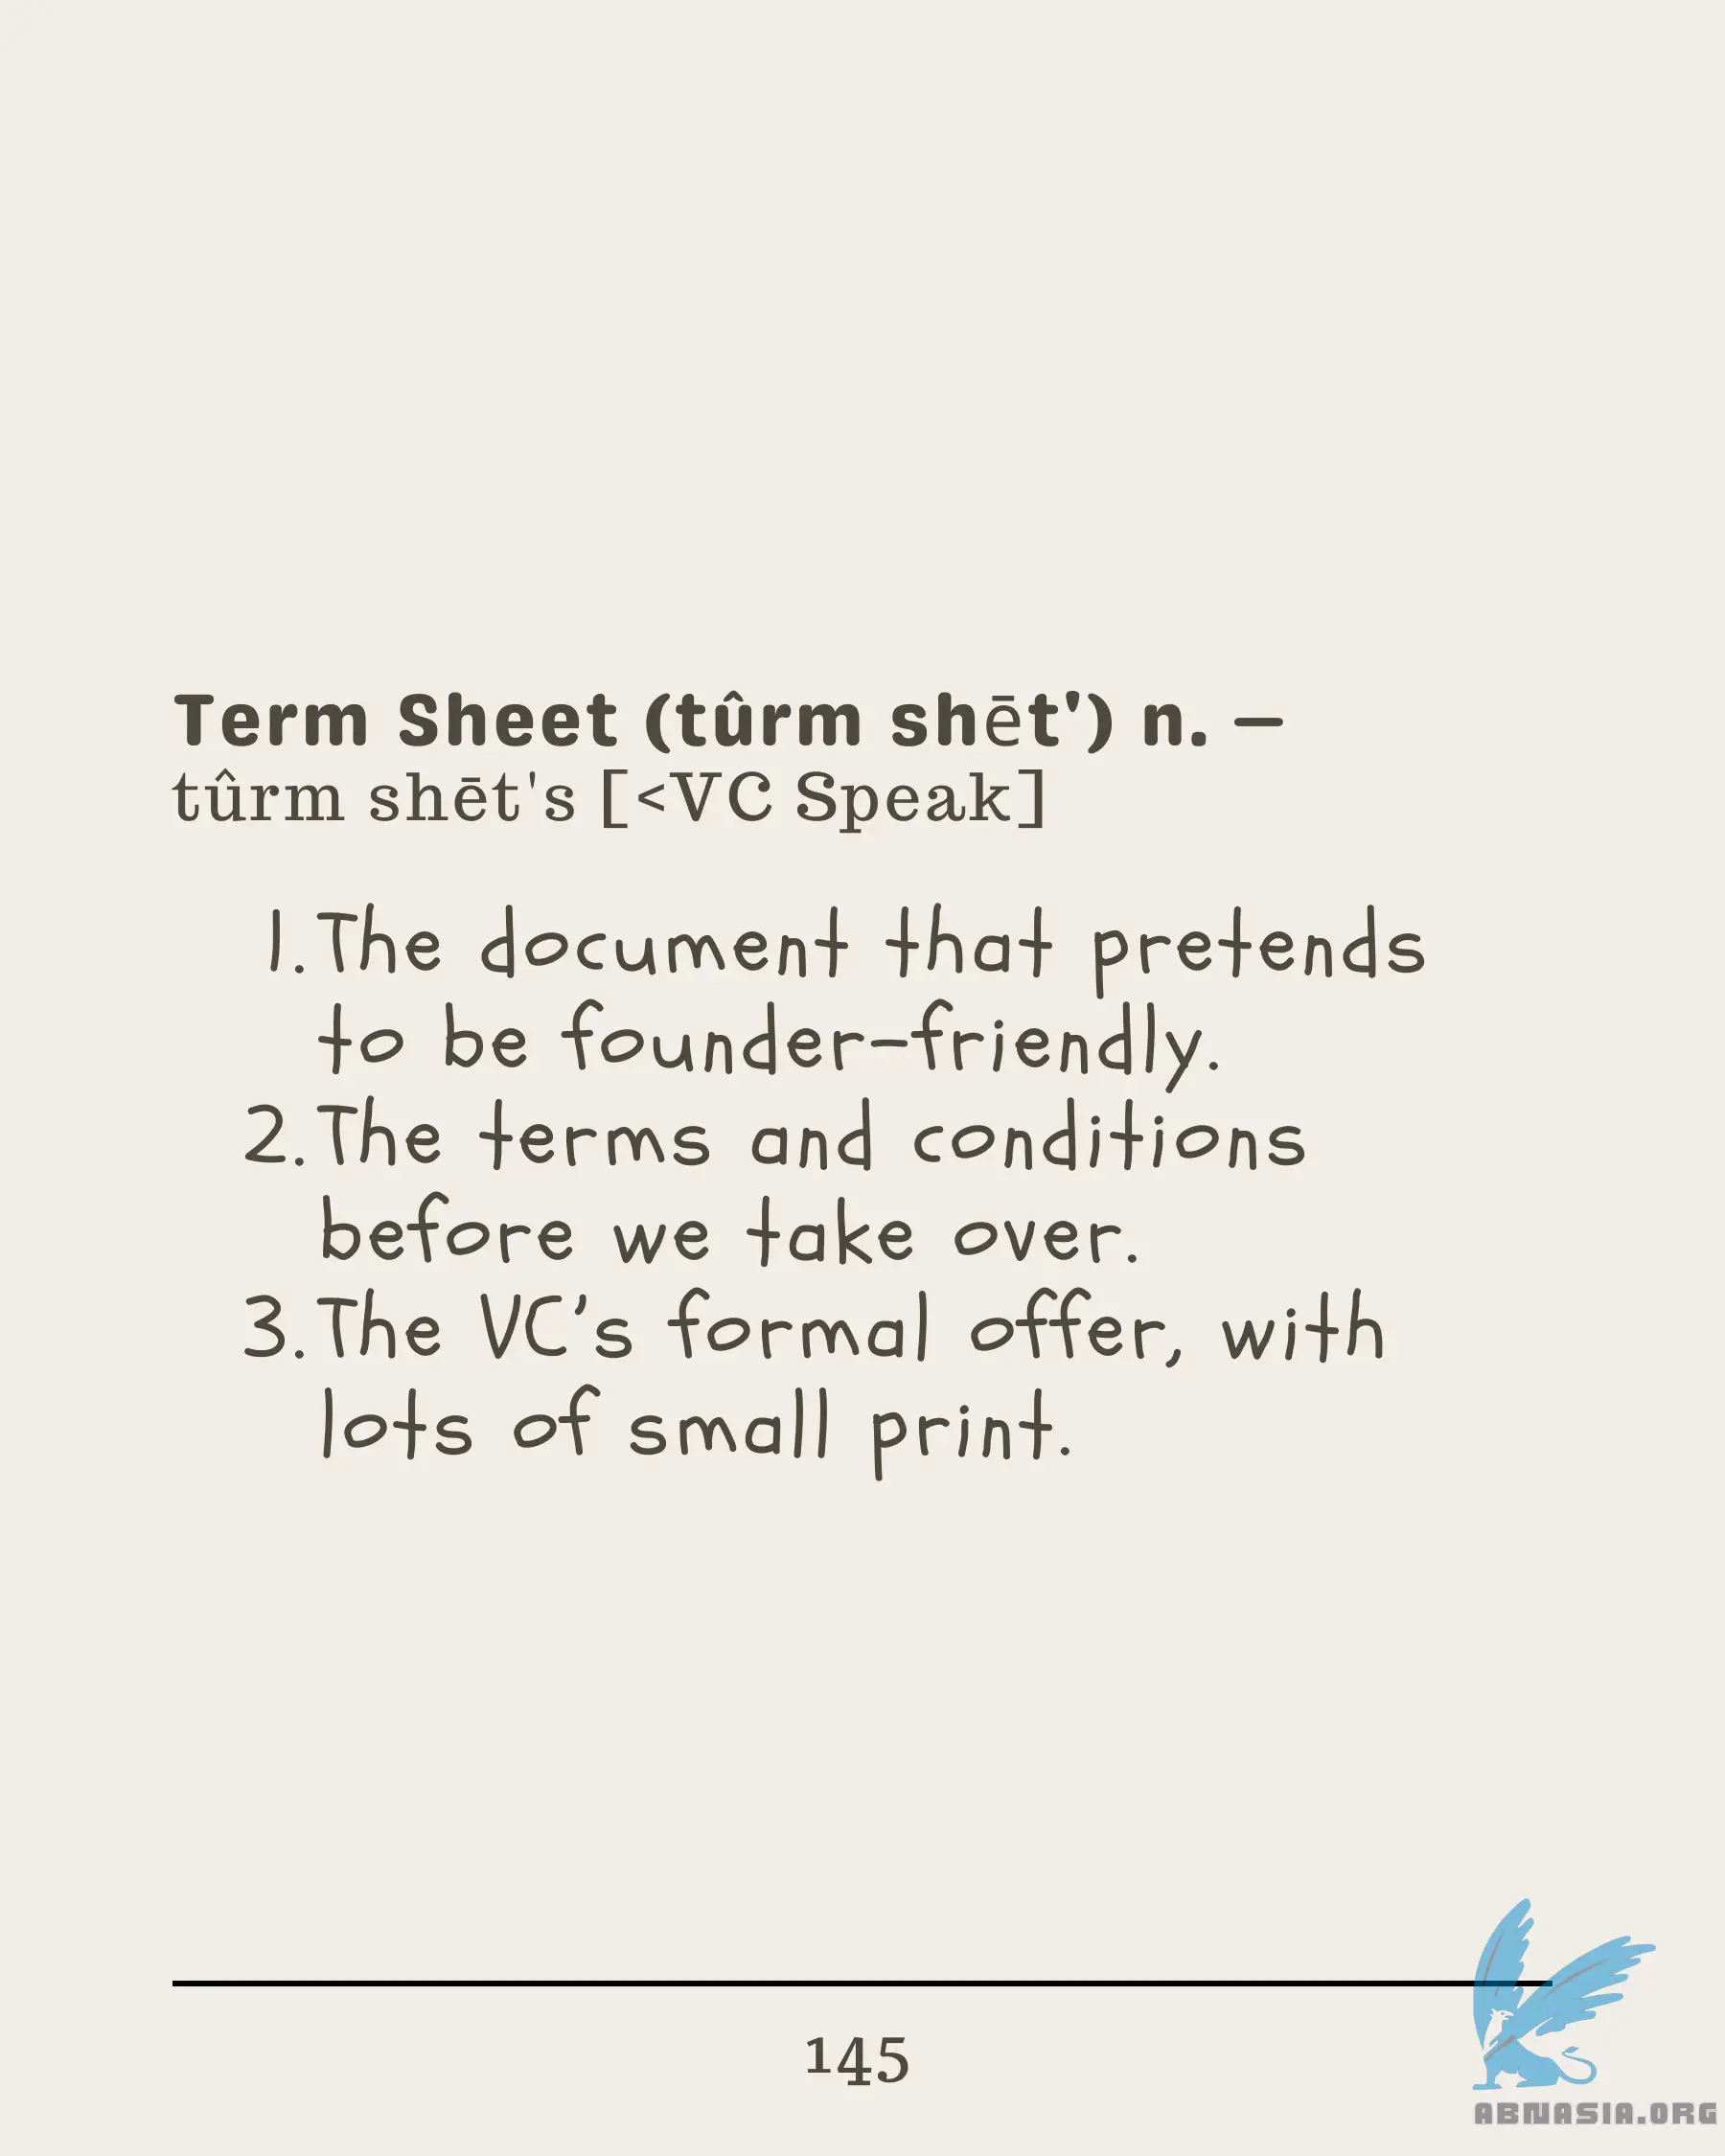 Term Sheet (tûrm shēt') n. –
tûrm shēt's [<VC Speak]
1. The document that pretends
to be founder-friendly.
2. The terms and conditions
before we take over.
3. The VC's formal offer, with
lots of small print.
145
ABNASIA.ORG